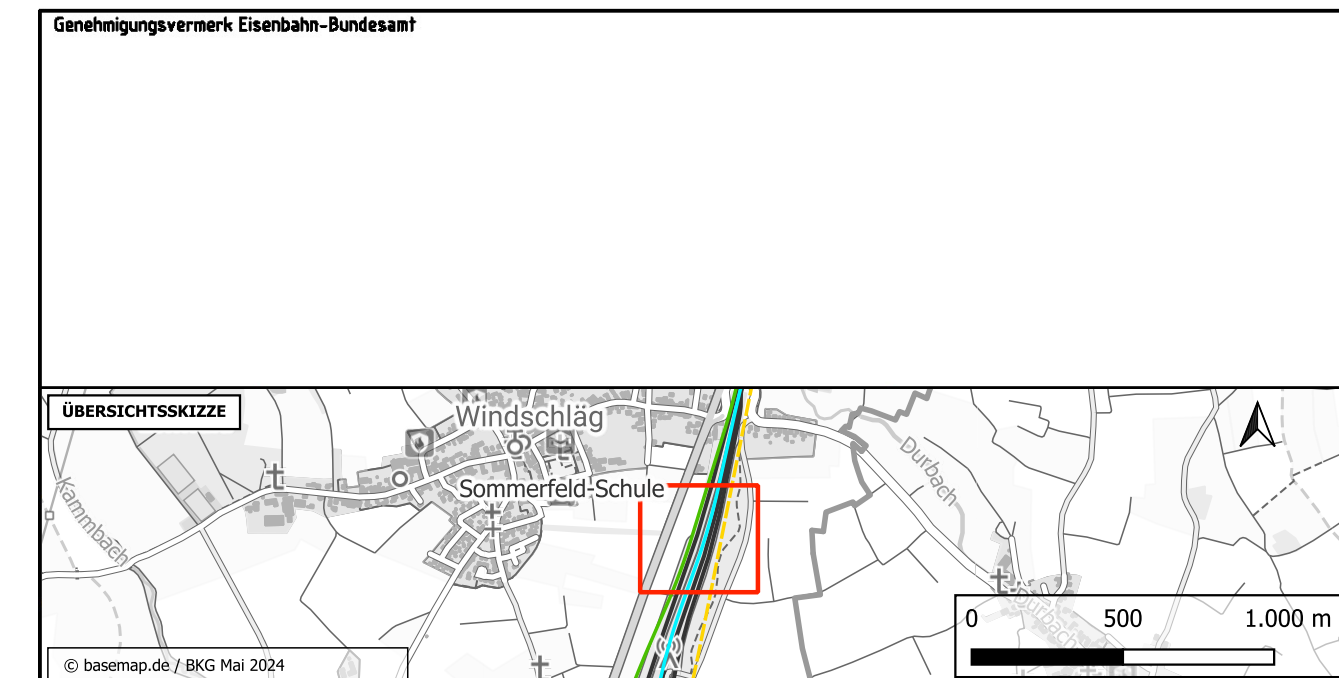 Genehmigungsvermerk Eisenbahn-Bundesamt
ÜBERSICHTSSKIZZE
Windschläg
Sommerfeld-Schule
Kammbach
Durbach
Durbach
0 500 1.000 m
© basemap.de / BKG Mai 2024